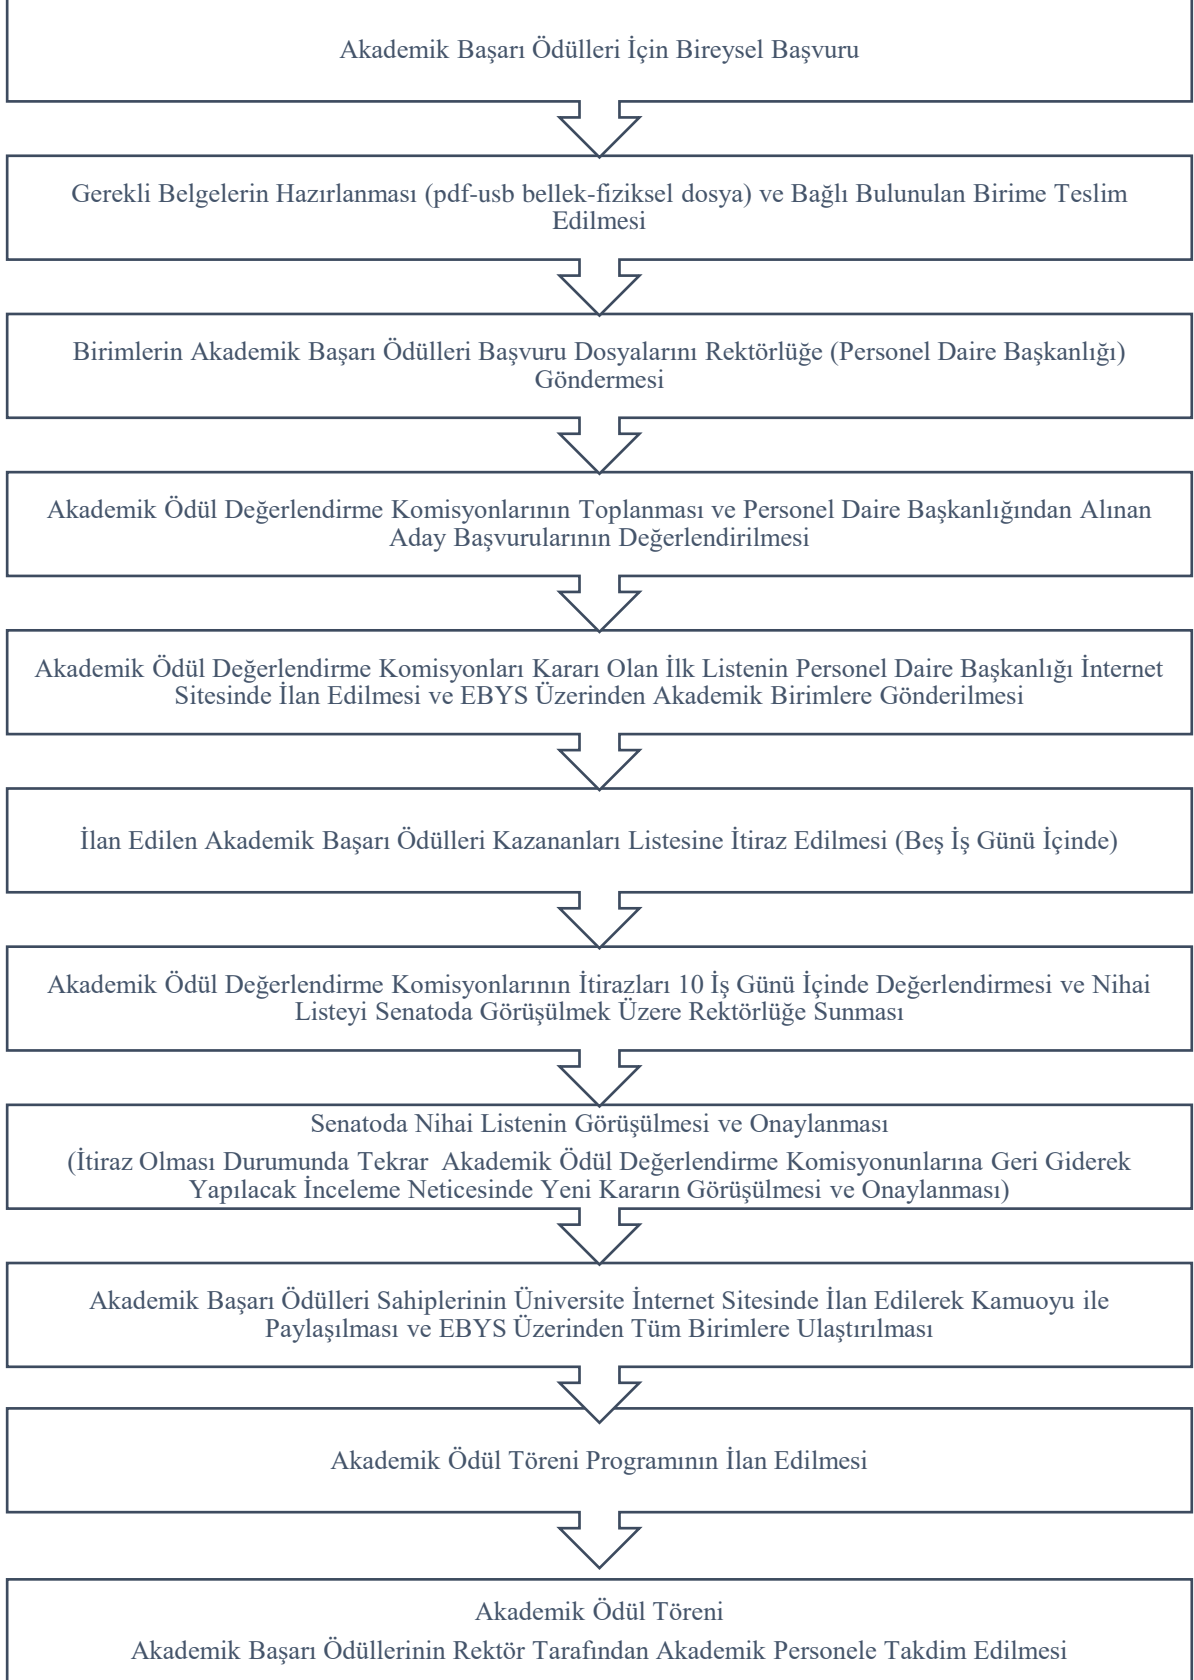 Akademik Başarı Ödülleri İçin Bireysel Başvuru
Gerekli Belgelerin Hazırlanması (pdf-usb bellek-fiziksel dosya) ve Bağlı Bulunulan Birime Teslim
Edilmesi
Birimlerin Akademik Başarı Ödülleri Başvuru Dosyalarını Rektörlüğe (Personel Daire Başkanlığı)
Göndermesi
Akademik Ödül Değerlendirme Komisyonlarının Toplanması ve Personel Daire Başkanlığından Alınan
Aday Başvurularının Değerlendirilmesi
Akademik Ödül Değerlendirme Komisyonları Kararı Olan İlk Listenin Personel Daire Başkanlığı İnternet
Sitesinde İlan Edilmesi ve EBYS Üzerinden Akademik Birimlere Gönderilmesi
İlan Edilen Akademik Başarı Ödülleri Kazananları Listesine İtiraz Edilmesi (Beş İş Günü İçinde)
Akademik Ödül Değerlendirme Komisyonlarının İtirazları 10 İş Günü İçinde Değerlendirmesi ve Nihai
Listeyi Senatoda Görüşülmek Üzere Rektörlüğe Sunması
Senatoda Nihai Listenin Görüşülmesi ve Onaylanması
(İtiraz Olması Durumunda Tekrar  Akademik Ödül Değerlendirme Komisyonunlarına Geri Giderek
Yapılacak İnceleme Neticesinde Yeni Kararın Görüşülmesi ve Onaylanması)
Akademik Başarı Ödülleri Sahiplerinin Üniversite İnternet Sitesinde İlan Edilerek Kamuoyu ile
Paylaşılması ve EBYS Üzerinden Tüm Birimlere Ulaştırılması
Akademik Ödül Töreni Programının İlan Edilmesi
Akademik Ödül Töreni
Akademik Başarı Ödüllerinin Rektör Tarafından Akademik Personele Takdim Edilmesi